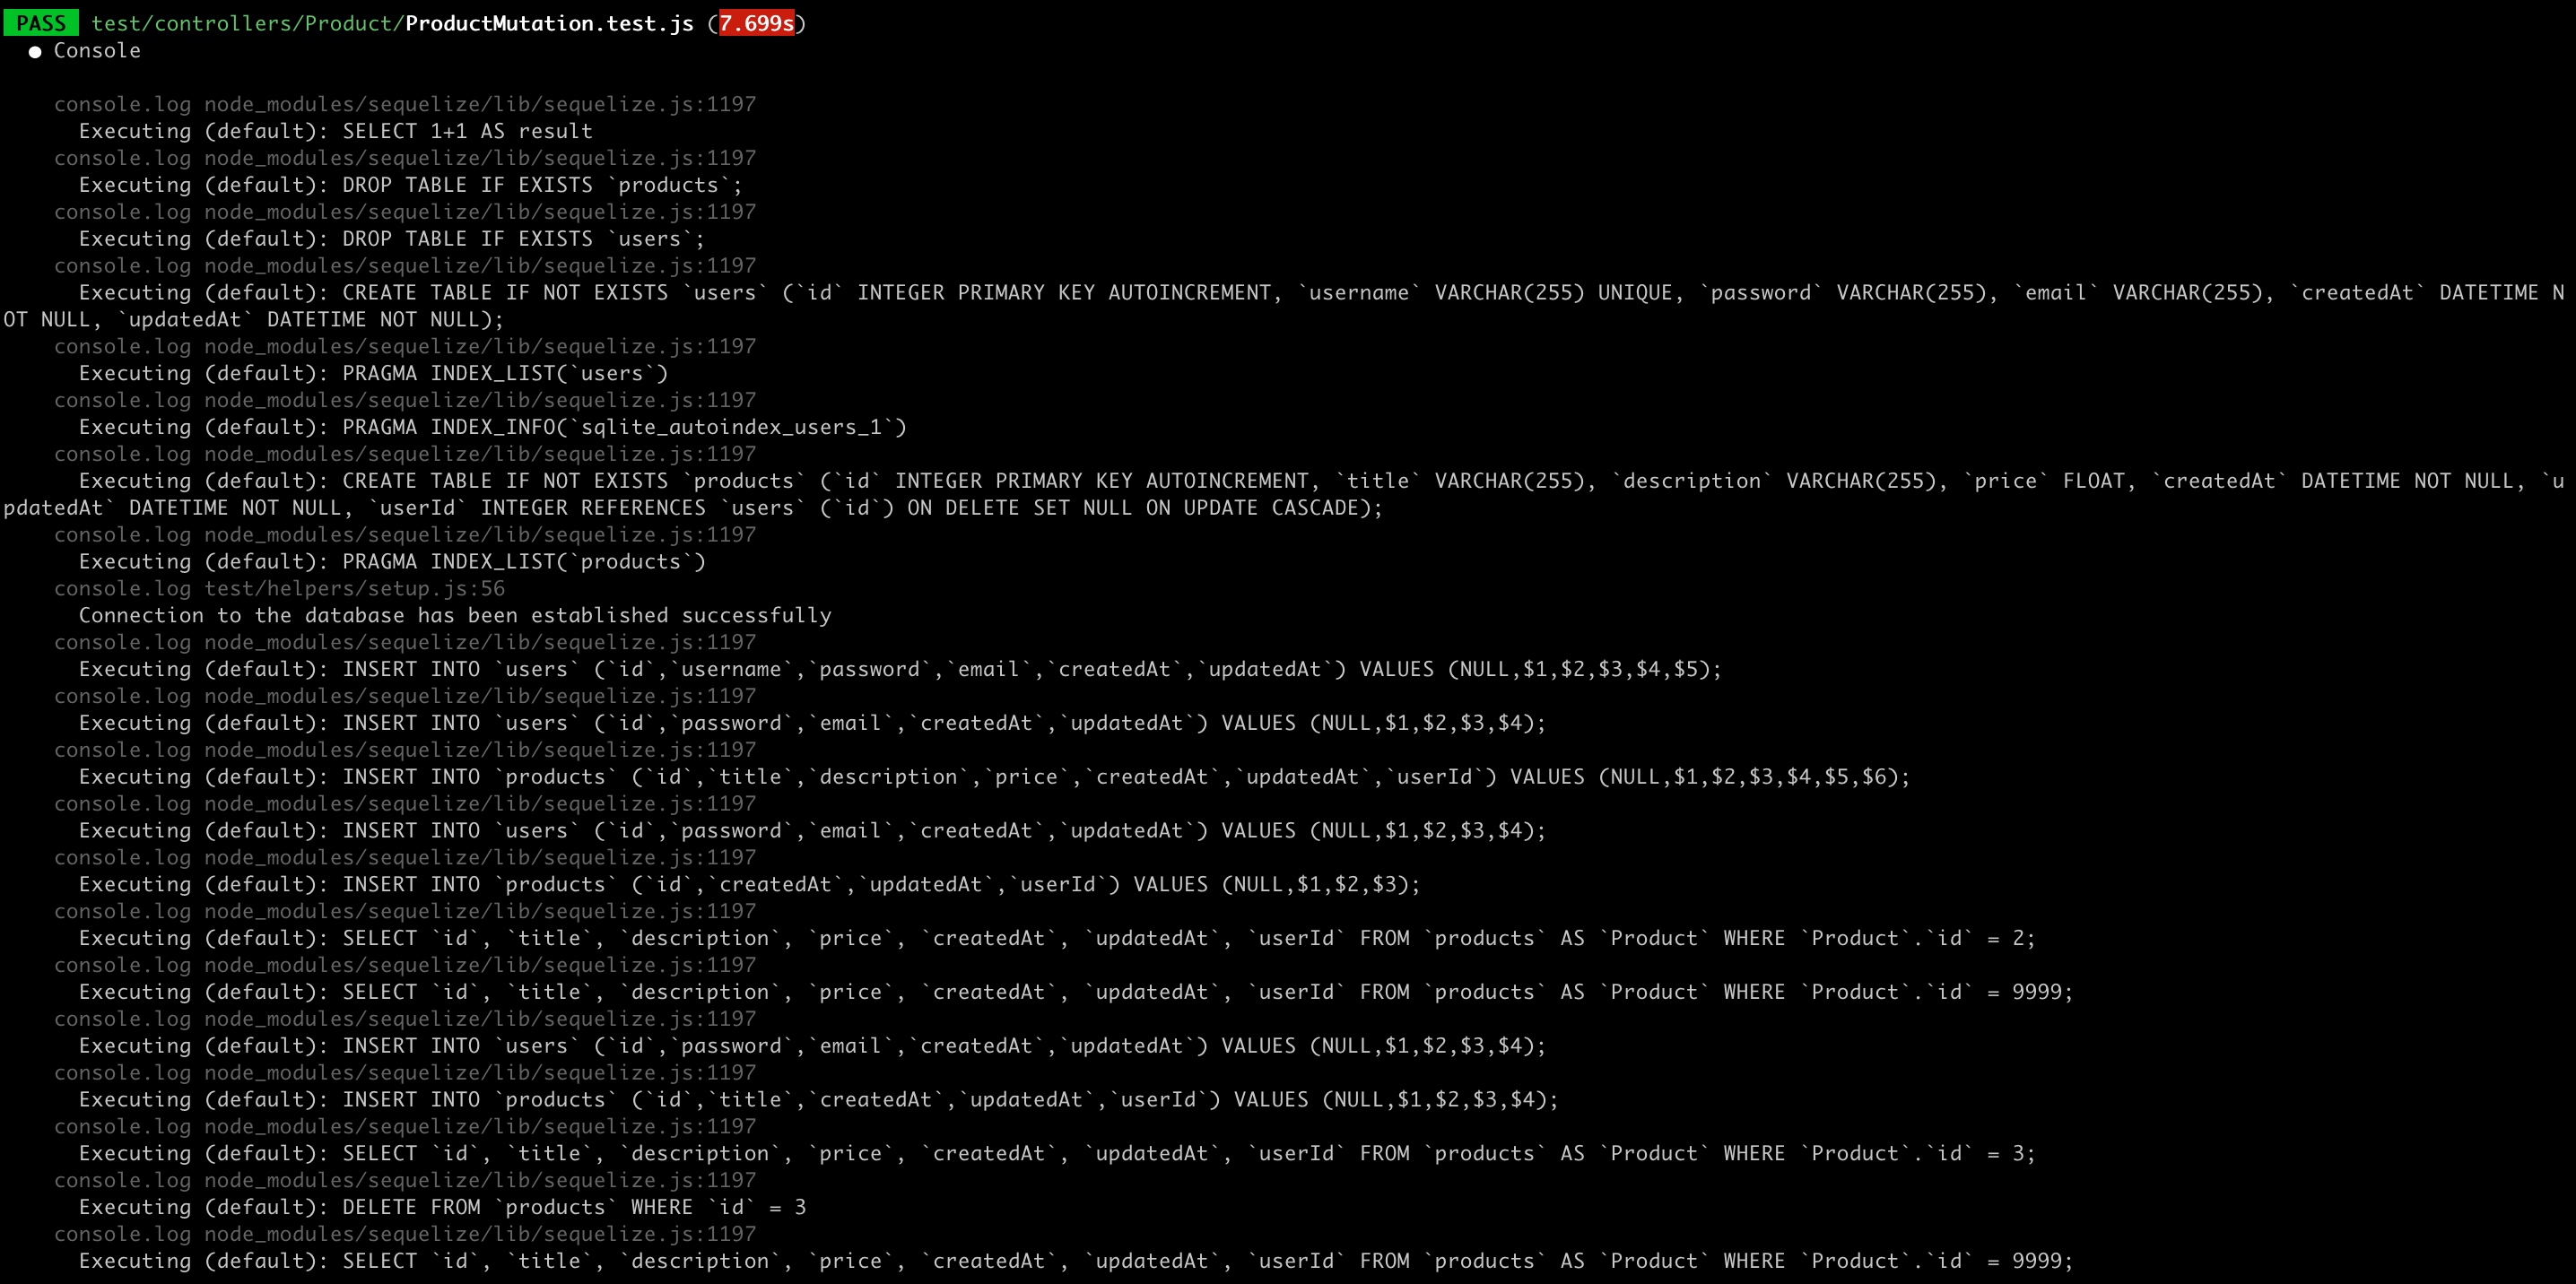 PASS test/controllers/Product/ProductMutation.test.js (7.699s)
● Console
console.log node_modules/sequelize/lib/sequelize.js:1197
Executing (default): SELECT 1+1 AS result
console.log node_modules/sequelize/lib/sequelize.js:1197
Executing (default): DROP TABLE IF EXISTS `products`;
console.log node_modules/sequelize/lib/sequelize.js:1197
Executing (default): DROP TABLE IF EXISTS `users`;
console.log node_modules/sequelize/lib/sequelize.js:1197
Executing (default): CREATE TABLE IF NOT EXISTS `users` (`id` INTEGER PRIMARY KEY AUTOINCREMENT, `username` VARCHAR(255) UNIQUE, `password` VARCHAR(255), `email` VARCHAR(255), `createdAt` DATETIME N
OT NULL, `updatedAt` DATETIME NOT NULL);
console.log node_modules/sequelize/lib/sequelize.js:1197
Executing (default): PRAGMA INDEX_LIST(`users`)
console.log node_modules/sequelize/lib/sequelize.js:1197
Executing (default): PRAGMA INDEX_INFO(`sqlite_autoindex_users_1`)
console.log node_modules/sequelize/lib/sequelize.js:1197
Executing (default): CREATE TABLE IF NOT EXISTS `products` (`id` INTEGER PRIMARY KEY AUTOINCREMENT, `title` VARCHAR(255), `description` VARCHAR(255), `price` FLOAT, `createdAt` DATETIME NOT NULL, `u
pdatedAt` DATETIME NOT NULL, `userId` INTEGER REFERENCES `users` (`id`) ON DELETE SET NULL ON UPDATE CASCADE);
console.log node_modules/sequelize/lib/sequelize.js:1197
Executing (default): PRAGMA INDEX_LIST(`products`)
console.log test/helpers/setup.js:56
Connection to the database has been established successfully
console.log node_modules/sequelize/lib/sequelize.js:1197
Executing (default): INSERT INTO `users` (`id`,`username`,`password`,`email`,`createdAt`,`updatedAt`) VALUES (NULL,$1,$2,$3,$4,$5);
console.log node_modules/sequelize/lib/sequelize.js:1197
Executing (default): INSERT INTO `users` (`id`,`password`,`email`,`createdAt`,`updatedAt`) VALUES (NULL,$1,$2,$3,$4);
console.log node_modules/sequelize/lib/sequelize.js:1197
Executing (default): INSERT INTO `products` (`id`,`title`,`description`,`price`,`createdAt`,`updatedAt`,`userId`) VALUES (NULL,$1,$2,$3,$4,$5,$6);
console.log node_modules/sequelize/lib/sequelize.js:1197
Executing (default): INSERT INTO `users` (`id`,`password`,`email`,`createdAt`,`updatedAt`) VALUES (NULL,$1,$2,$3,$4);
console.log node_modules/sequelize/lib/sequelize.js:1197
Executing (default): INSERT INTO `products` (`id`,`createdAt`,`updatedAt`,`userId`) VALUES (NULL,$1,$2,$3);
console.log node_modules/sequelize/lib/sequelize.js:1197
Executing (default): SELECT `id`, `title`, `description`, `price`, `createdAt`, `updatedAt`, `userId` FROM `products` AS `Product` WHERE `Product`.`id` = 2;
console.log node_modules/sequelize/lib/sequelize.js:1197
Executing (default): SELECT `id`, `title`, `description`, `price`, `createdAt`, `updatedAt`, `userId` FROM `products` AS `Product` WHERE `Product`.`id` = 9999;
console.log node_modules/sequelize/lib/sequelize.js:1197
Executing (default): INSERT INTO `users` (`id`,`password`,`email`,`createdAt`,`updatedAt`) VALUES (NULL,$1,$2,$3,$4);
console.log node_modules/sequelize/lib/sequelize.js:1197
Executing (default): INSERT INTO `products` (`id`,`title`,`createdAt`,`updatedAt`,`userId`) VALUES (NULL,$1,$2,$3,$4);
console.log node_modules/sequelize/lib/sequelize.js:1197
Executing (default): SELECT `id`, `title`, `description`, `price`, `createdAt`, `updatedAt`, `userId` FROM `products` AS `Product` WHERE `Product`.`id` = 3;
console.log node_modules/sequelize/lib/sequelize.js:1197
Executing (default): DELETE FROM `products` WHERE `id` = 3
console.log node_modules/sequelize/lib/sequelize.js:1197
Executing (default): SELECT `id`, `title`, `description`, `price`, `createdAt`, `updatedAt`, `userId` FROM `products` AS `Product` WHERE `Product`.`id` = 9999;